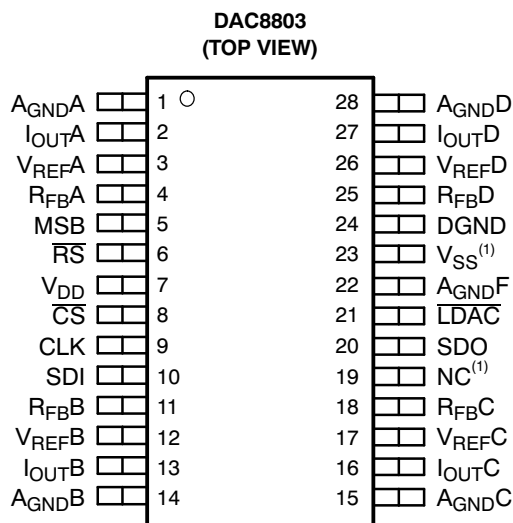 DAC8803
(TOP VIEW)
AGNDA 1 28 AGNDD
IOUTA 2 27 IOUTD
VREFA 3 26 VREFD
RFBA 4 25 RFBD
MSB 5 24 DGND
RS 6 23 VSS(1)
VDD 7 22 AGNDF
CS 8 21 LDAC
CLK 9 20 SDO
SDI 10 19 NC(1)
RFBB 11 18 RFBC
VREFB 12 17 VREFC
IOUTB 13 16 IOUTC
AGNDB 14 15 AGNDC